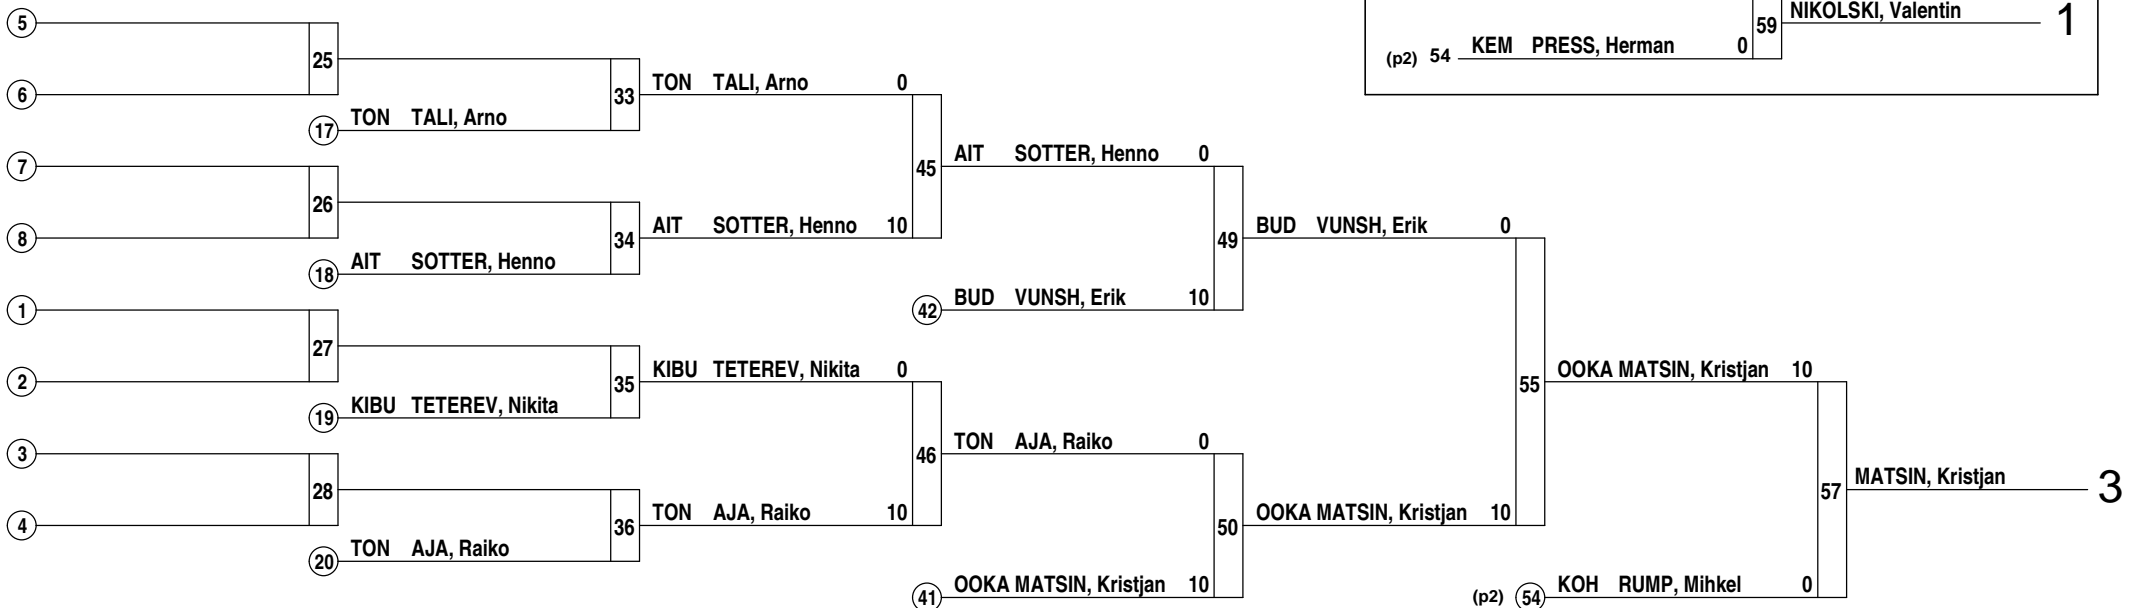 5
NIKOLSKI, Valentin 1
59
KEM PRESS, Herman 0
(p2) 54
25
6
TON TALI, Arno 0
33
17 TON TALI, Arno
7
AIT SOTTER, Henno 0
45
26
8
AIT SOTTER, Henno 10
34
BUD VUNSH, Erik 0
49
18 AIT SOTTER, Henno
1
42 BUD VUNSH, Erik 10
27
2
KIBU TETEREV, Nikita 0
35
OOKA MATSIN, Kristjan 10
55
19 KIBU TETEREV, Nikita
3
TON AJA, Raiko 0
46
28
MATSIN, Kristjan 3
57
4
TON AJA, Raiko 10
36
OOKA MATSIN, Kristjan 10
50
20 TON AJA, Raiko
41 OOKA MATSIN, Kristjan 10
(p2) 54 KOH RUMP, Mihkel 0